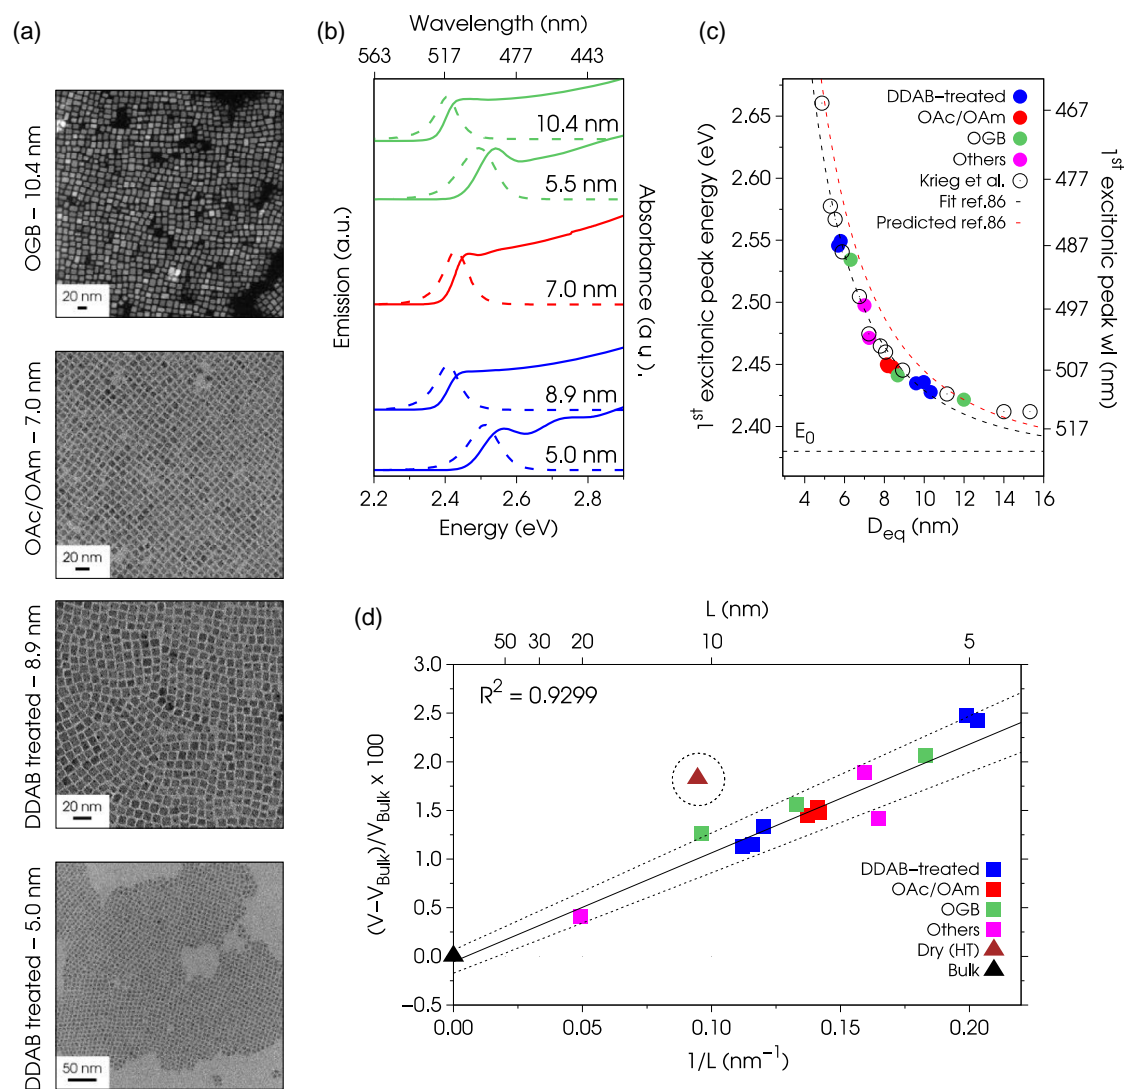 (a)
OGB – 10.4 nm
20 nm
OAc/OAm – 7.0 nm
20 nm
DDAB treated – 8.9 nm
20 nm
DDAB treated – 5.0 nm
50 nm
(b)
Wavelength (nm)
563 517 477 443
Emission (a.u.)
10.4 nm
5.5 nm
7.0 nm
8.9 nm
5.0 nm
Absorbance (a.u.),
2.2 2.4 2.6 2.8
Energy (eV)
(c)
1st excitonic peak energy (eV)
2.65
2.60
2.55
2.50
2.45
2.40
DDAB-treated
OAc/OAm
OGB
Others
Krieg et al.
Fit ref.86
Predicted ref.86
E0
467
477
487
497
507
517
1st excitonic peak wl (nm)
4 6 8 10 12 14 16
Deq (nm)
(d)
L (nm)
50 30 20 10 5
(V-VBulk)/VBulk x 100
3.0
2.5
2.0
1.5
1.0
0.5
0.0
−0.5
R2 = 0.9299
DDAB-treated
OAc/OAm
OGB
Others
Dry (HT)
Bulk
0.00 0.05 0.10 0.15 0.20
1/L (nm−1)